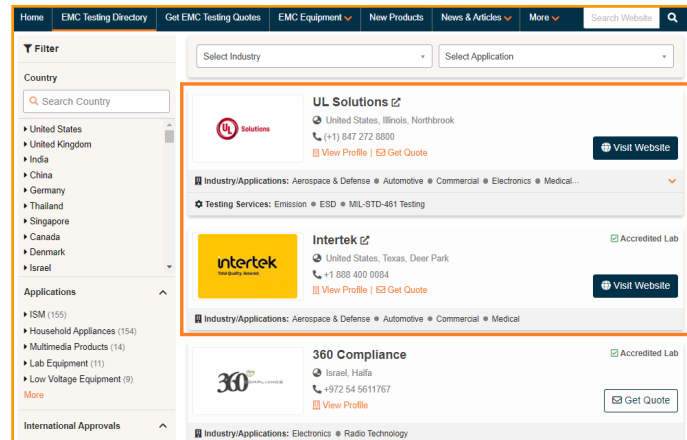 Home EMC Testing Directory Get EMC Testing Quotes EMC Equipment New Products News & Articles More Search Website
Filter
Country
Search Country
United States
United Kingdom
India
China
Germany
Thailand
Singapore
Canada
Denmark
Israel
Applications
ISM (155)
Household Appliances (154)
Multimedia Products (14)
Lab Equipment (11)
Low Voltage Equipment (9)
More
International Approvals
Select Industry Select Application
UL Solutions
UL Solutions
United States, Illinois, Northbrook
(+1) 847 272 8800
View Profile | Get Quote
Visit Website
Industry/Applications: Aerospace & Defense Automotive Commercial Electronics Medical...
Testing Services: Emission ESD MIL-STD-461 Testing
intertek
Total Quality. Assured.
Intertek
Accredited Lab
United States, Texas, Deer Park
+1 888 400 0084
View Profile | Get Quote
Visit Website
Industry/Applications: Aerospace & Defense Automotive Commercial Medical
360 COMPLIANCE
360 Compliance
Accredited Lab
Israel, Haifa
+972 54 5611767
View Profile
Get Quote
Industry/Applications: Electronics Radio Technology